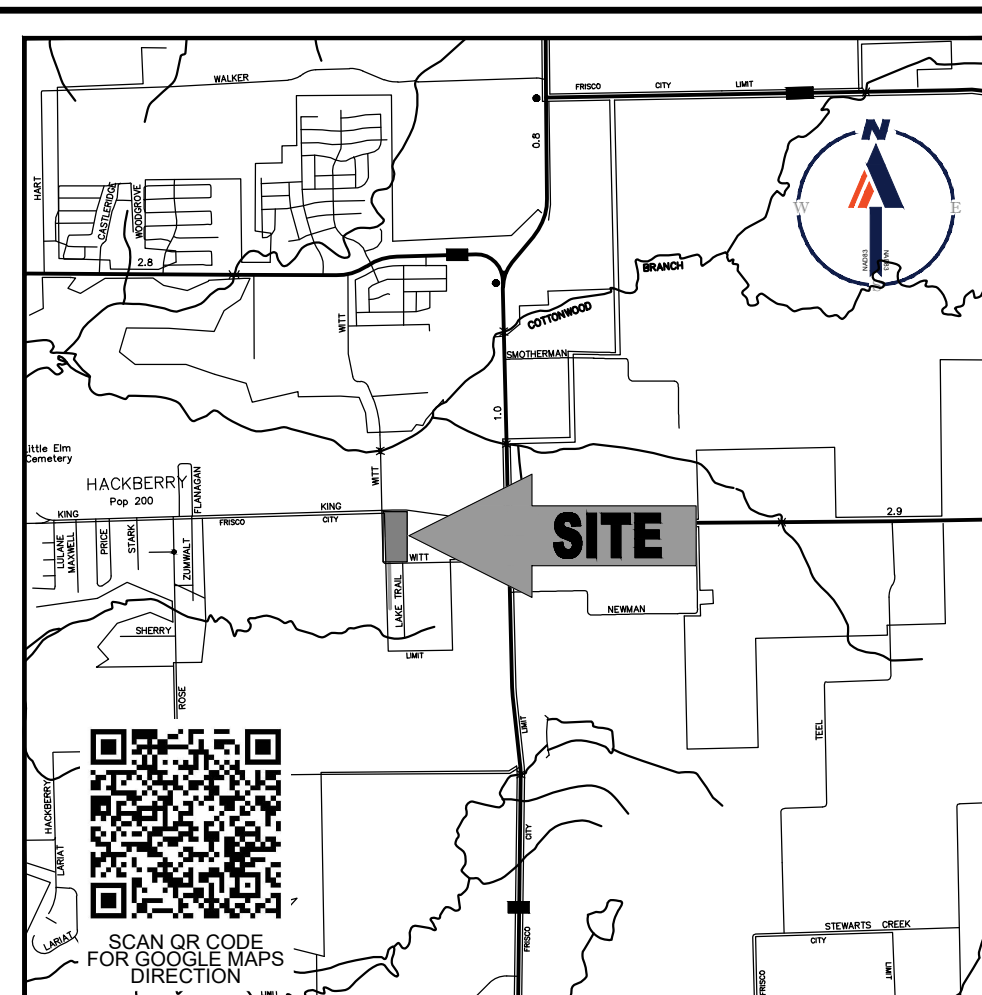 WALKER
FRISCO CITY LIMIT
0.8
N
HART
CASTLERIDGE
WOODGROVE
W
E
S
NAD83
NAD83
2.8
BRANCH
WITT
COTTONWOOD
SMOTHERMAN
1.0
Little Elm
Cemetery
WITT
HACKBERRY
Pop 200
FLANAGAN
KING
KING
FRISCO
CITY
2.9
SITE
LULANE
MAXWELL
PRICE
STARK
ZUMWALT
WITT
LAKE TRAIL
NEWMAN
SHERRY
LIMIT
ROSE
LIMIT
TEEL
HACKBERRY
CITY
LARIAT
LARIAT
STEWARTS CREEK
CITY
FRISCO
LIMIT
FRISCO
SCAN QR CODE
FOR GOOGLE MAPS
DIRECTION